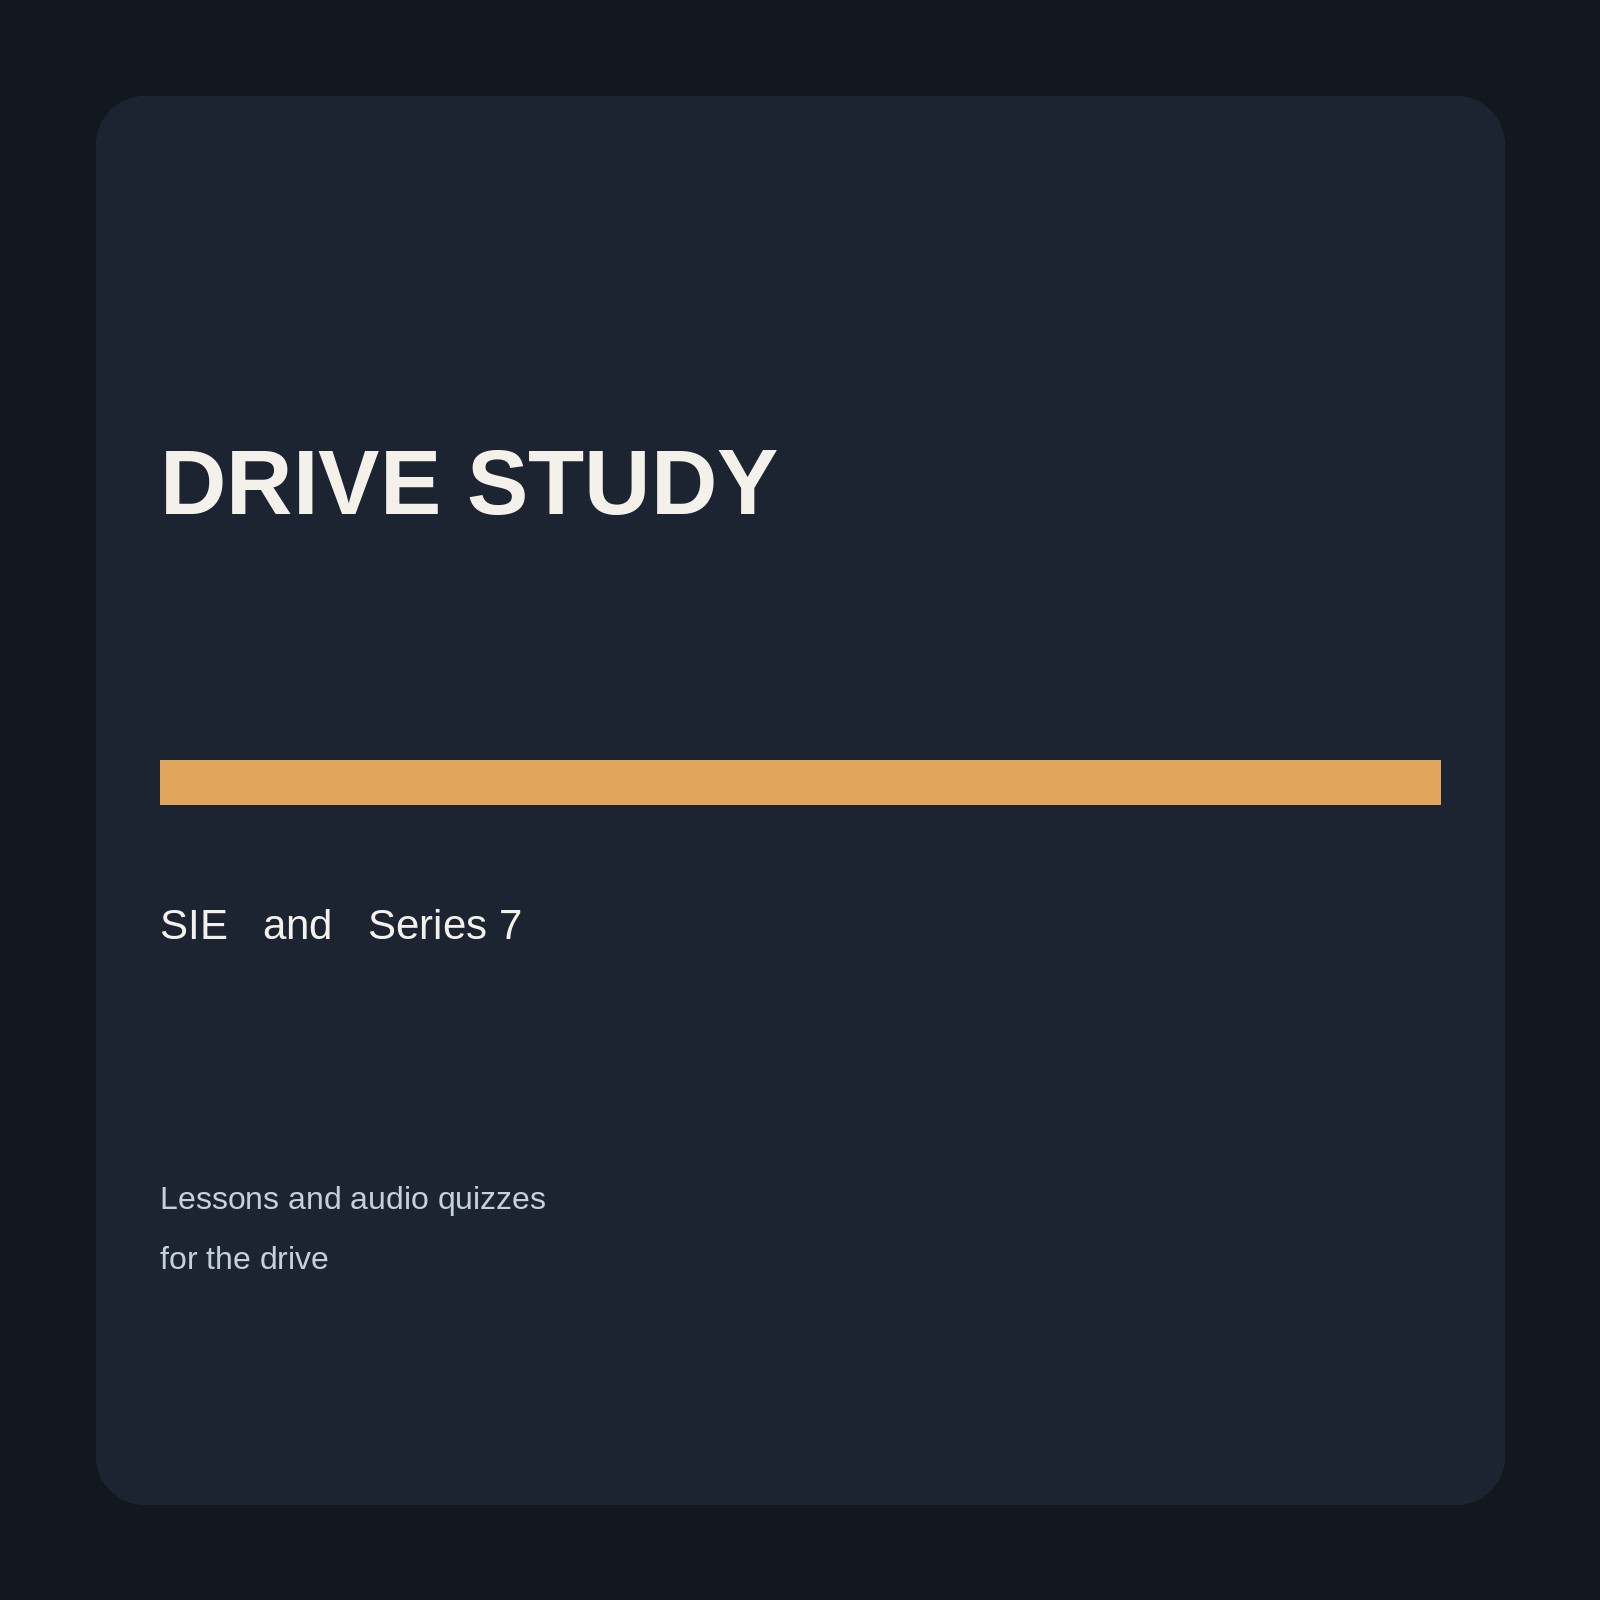 DRIVE STUDY
SIE and Series 7
Lessons and audio quizzes
for the drive